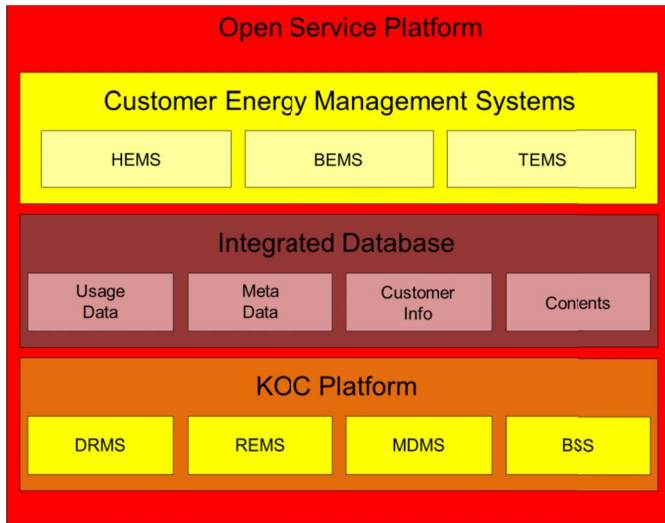 Open Service Platform
Customer Energy Management Systems
HEMS
BEMS
TEMS
Integrated Database
Usage
Data
Meta
Data
Customer
Info
Contents
KOC Platform
DRMS
REMS
MDMS
BSS